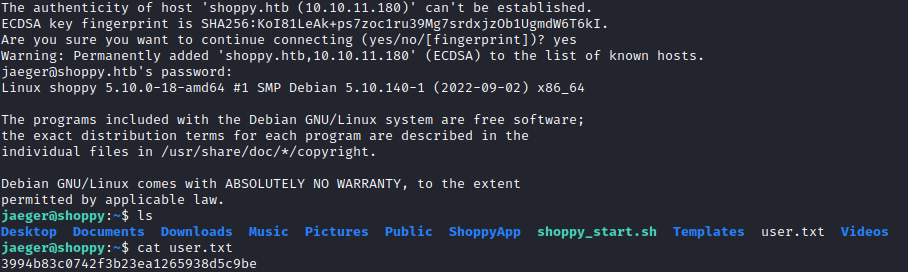 The authenticity of host 'shoppy.htb (10.10.11.180)' can't be established.
ECDSA key fingerprint is SHA256:KoI81LeAk+ps7zoc1ru39Mg7srdxjzOb1UgmdW6T6kI.
Are you sure you want to continue connecting (yes/no/[fingerprint])? yes
Warning: Permanently added 'shoppy.htb,10.10.11.180' (ECDSA) to the list of known hosts.
jaeger@shoppy.htb's password:
Linux shoppy 5.10.0-18-amd64 #1 SMP Debian 5.10.140-1 (2022-09-02) x86_64
The programs included with the Debian GNU/Linux system are free software;
the exact distribution terms for each program are described in the
individual files in /usr/share/doc/*/copyright.
Debian GNU/Linux comes with ABSOLUTELY NO WARRANTY, to the extent
permitted by applicable law.
jaeger@shoppy:~$ ls
Desktop Documents Downloads Music Pictures Public ShoppyApp shoppy_start.sh Templates user.txt Videos
jaeger@shoppy:~$ cat user.txt
3994b83c0742f3b23ea1265938d5c9be